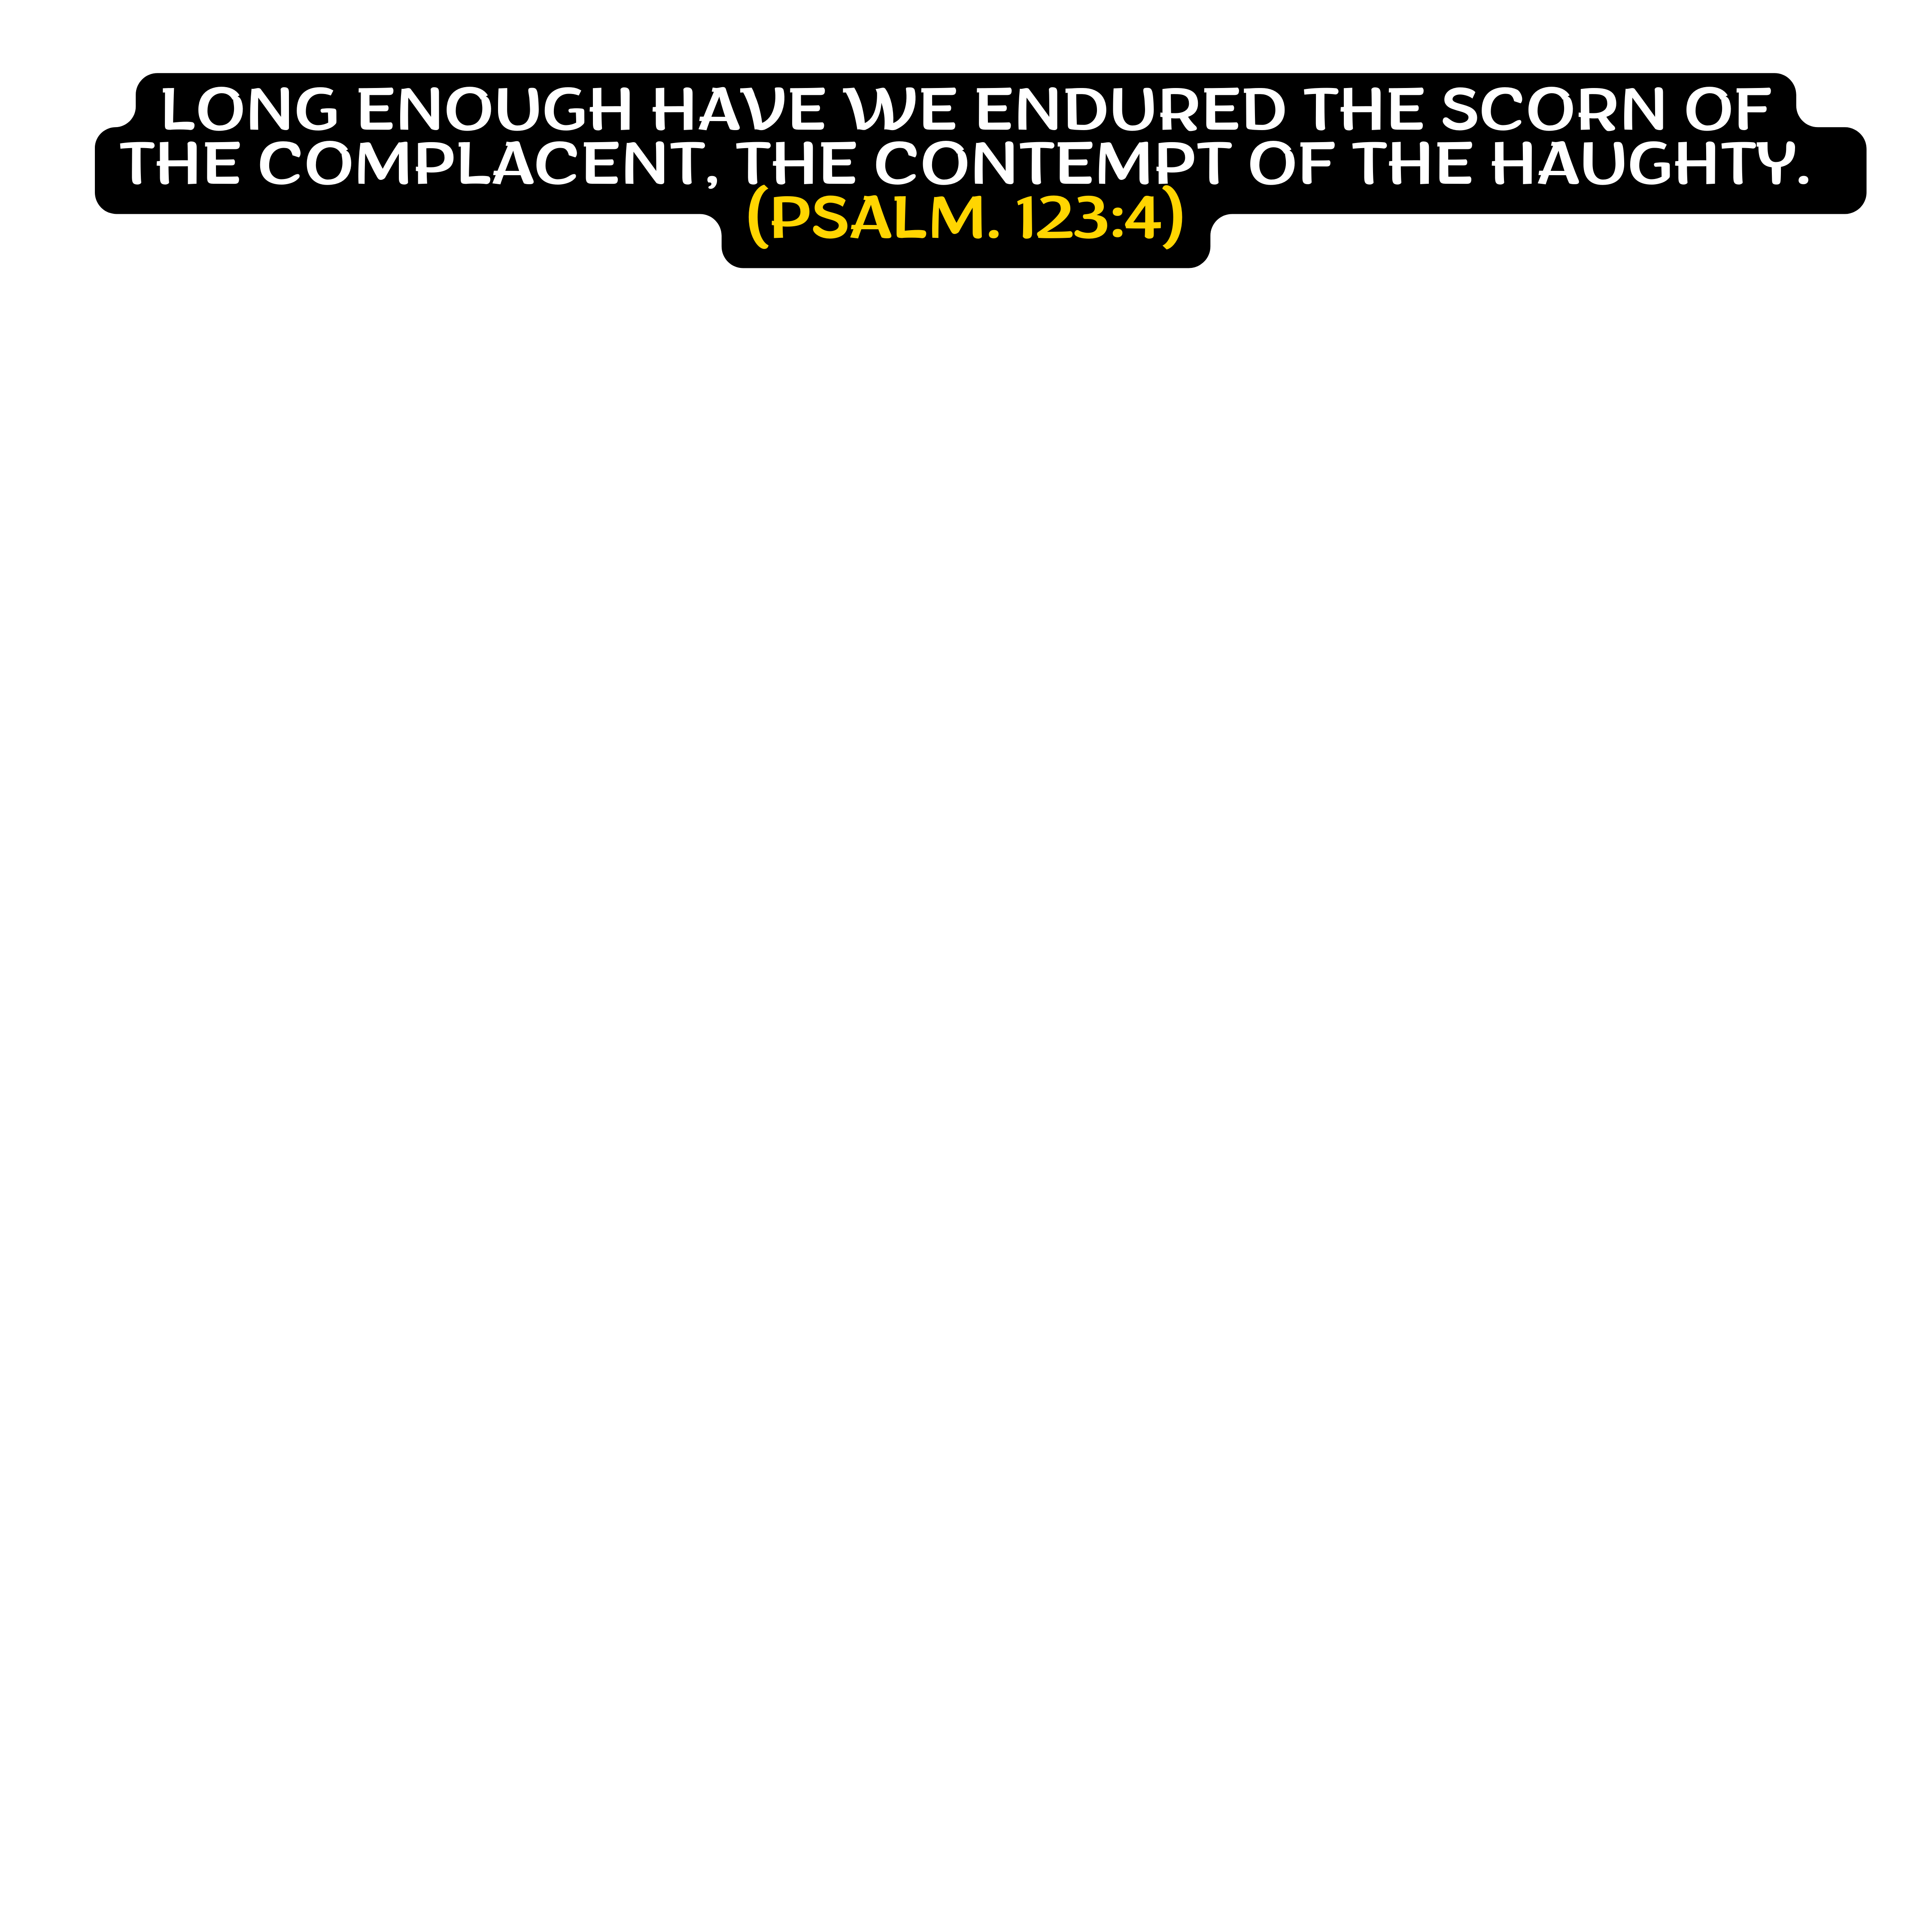 LONG ENOUGH HAVE WE ENDURED THE SCORN OF
THE COMPLACENT, THE CONTEMPT OF THE HAUGHTY.
(PSALM. 123:4)